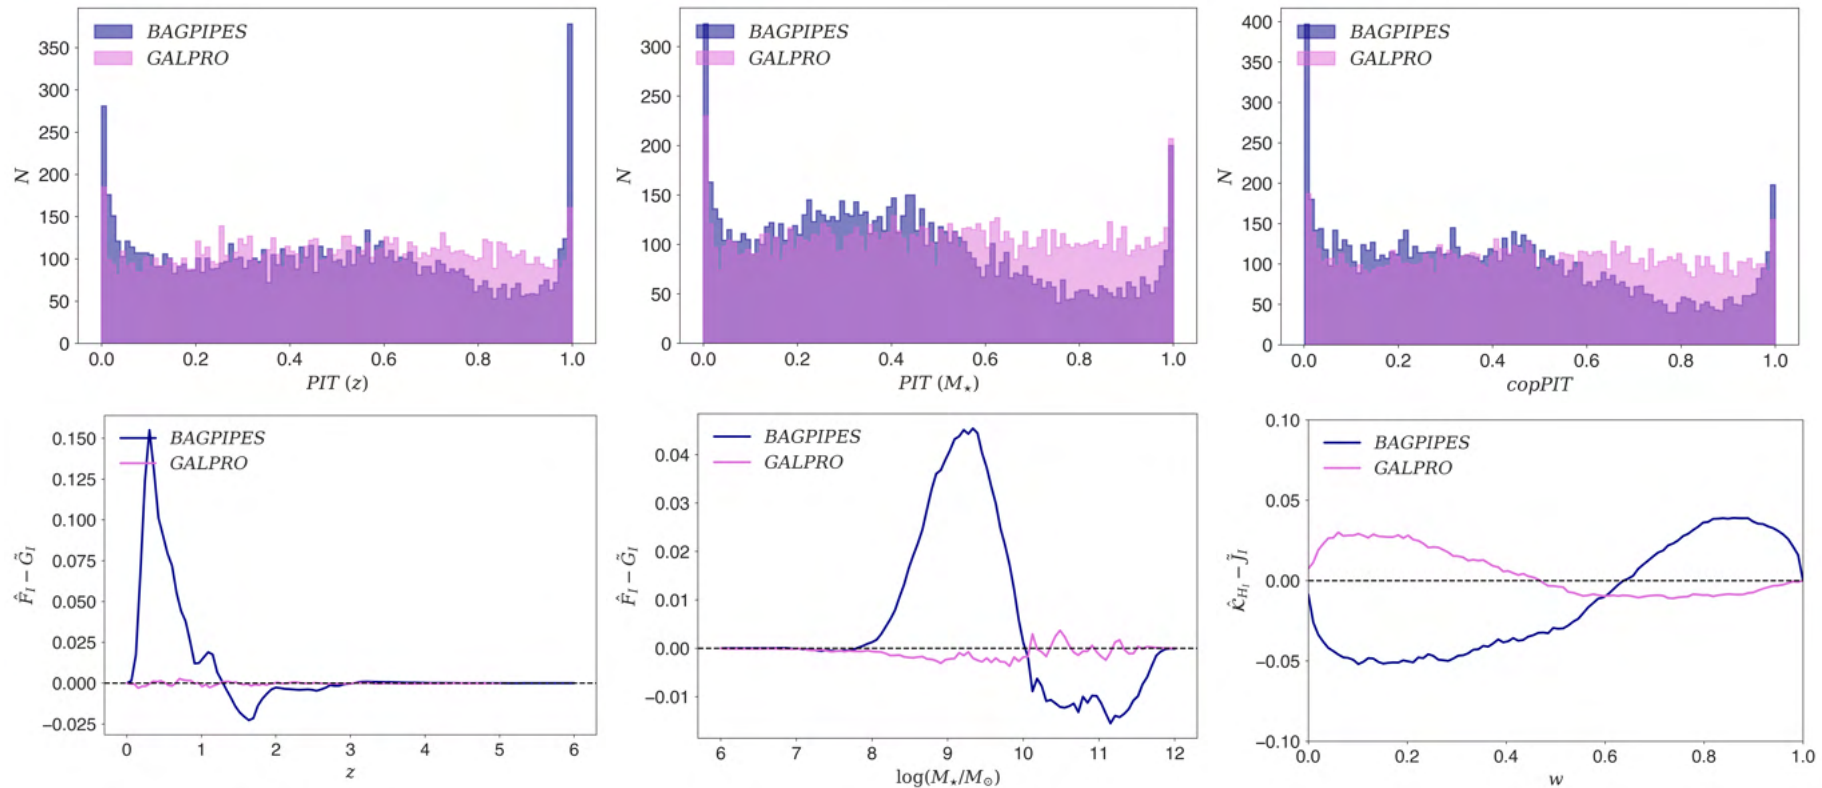 BAGPIPES
GALPRO
N
350
300
250
200
150
100
50
0
0.0 0.2 0.4 0.6 0.8 1.0
PIT (z)
BAGPIPES
GALPRO
N
300
250
200
150
100
50
0
0.0 0.2 0.4 0.6 0.8 1.0
PIT (M⋆)
BAGPIPES
GALPRO
N
400
350
300
250
200
150
100
50
0
0.0 0.2 0.4 0.6 0.8 1.0
copPIT
BAGPIPES
GALPRO
F̂_I − G̃_I
0.150
0.125
0.100
0.075
0.050
0.025
0.000
−0.025
0 1 2 3 4 5 6
z
BAGPIPES
GALPRO
F̂_I − G̃_I
0.04
0.03
0.02
0.01
0.00
−0.01
6 7 8 9 10 11 12
log(M⋆/M⊙)
BAGPIPES
GALPRO
𝒦̂_{H_I} − J̃_I
0.10
0.05
0.00
−0.05
−0.10
0.0 0.2 0.4 0.6 0.8 1.0
w